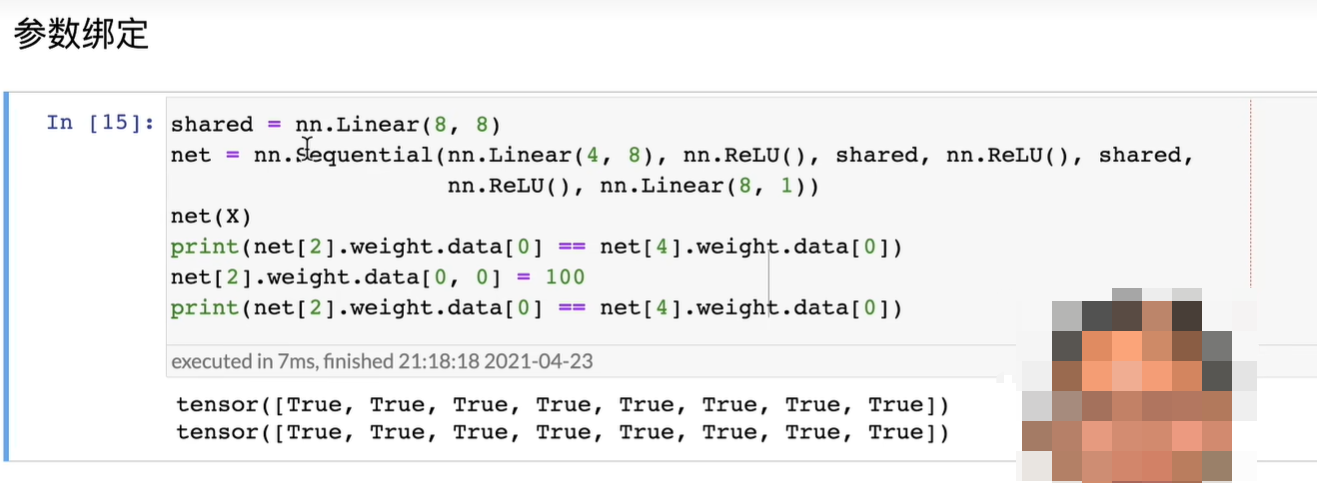 参数绑定
In [15]: shared = nn.Linear(8, 8)
net = nn.Sequential(nn.Linear(4, 8), nn.ReLU(), shared, nn.ReLU(), shared,
nn.ReLU(), nn.Linear(8, 1))
net(X)
print(net[2].weight.data[0] == net[4].weight.data[0])
net[2].weight.data[0, 0] = 100
print(net[2].weight.data[0] == net[4].weight.data[0])
executed in 7ms, finished 21:18:18 2021-04-23
tensor([True, True, True, True, True, True, True, True])
tensor([True, True, True, True, True, True, True, True])